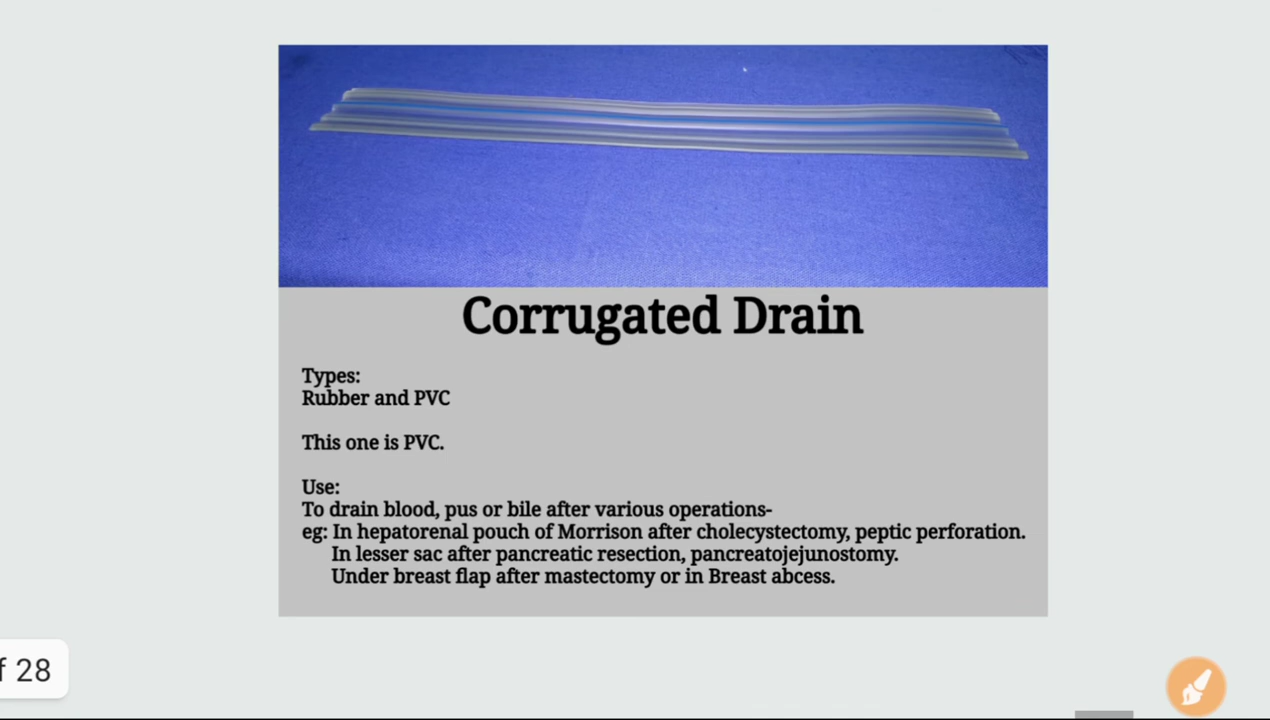 Corrugated Drain
Types:
Rubber and PVC
This one is PVC.
Use:
To drain blood, pus or bile after various operations-
eg: In hepatorenal pouch of Morrison after cholecystectomy, peptic perforation.
In lesser sac after pancreatic resection, pancreatojejunostomy.
Under breast flap after mastectomy or in Breast abcess.
f 28